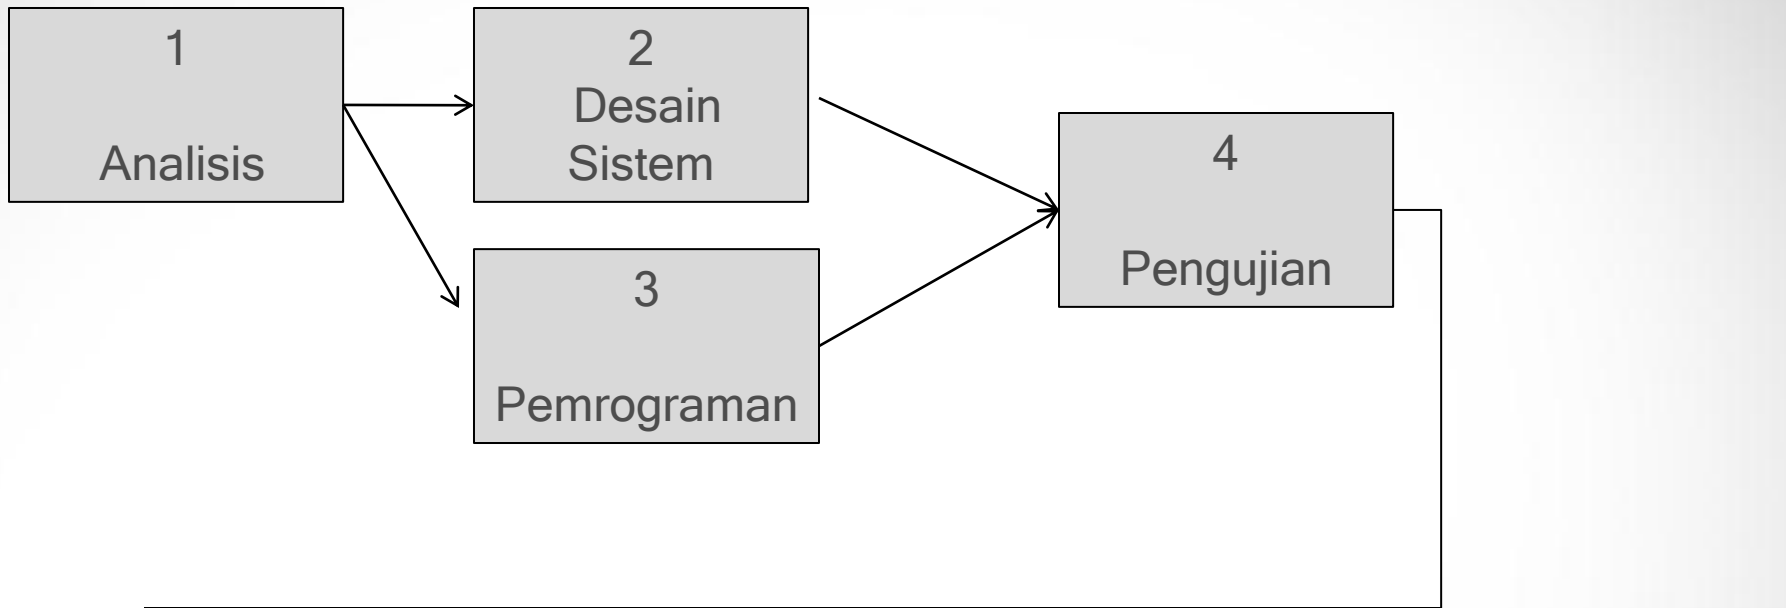 1
Analisis
2
Desain
Sistem
3
Pemrograman
4
Pengujian